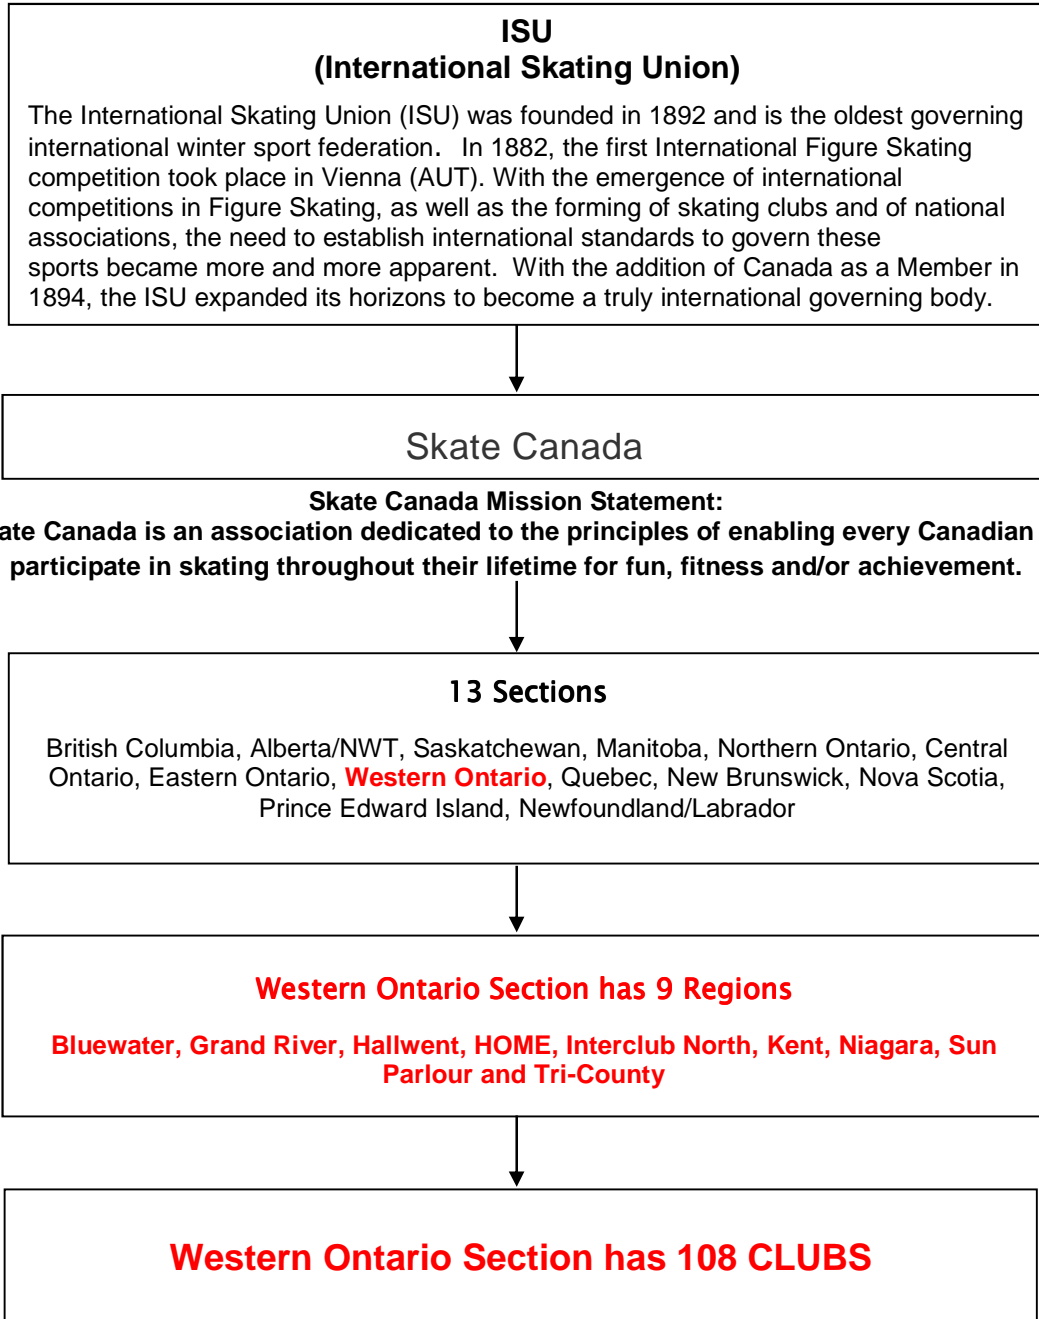 ISU
(International Skating Union)
The International Skating Union (ISU) was founded in 1892 and is the oldest governing
international winter sport federation. In 1882, the first International Figure Skating
competition took place in Vienna (AUT). With the emergence of international
competitions in Figure Skating, as well as the forming of skating clubs and of national
associations, the need to establish international standards to govern these
sports became more and more apparent. With the addition of Canada as a Member in
1894, the ISU expanded its horizons to become a truly international governing body.
Skate Canada
Skate Canada Mission Statement:
ate Canada is an association dedicated to the principles of enabling every Canadian
participate in skating throughout their lifetime for fun, fitness and/or achievement.
13 Sections
British Columbia, Alberta/NWT, Saskatchewan, Manitoba, Northern Ontario, Central
Ontario, Eastern Ontario, Western Ontario, Quebec, New Brunswick, Nova Scotia,
Prince Edward Island, Newfoundland/Labrador
Western Ontario Section has 9 Regions
Bluewater, Grand River, Hallwent, HOME, Interclub North, Kent, Niagara, Sun
Parlour and Tri-County
Western Ontario Section has 108 CLUBS